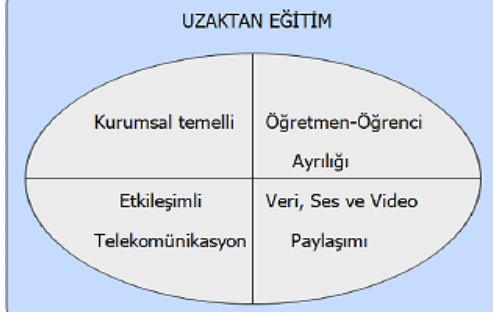 UZAKTAN EĞİTİM
Kurumsal temelli
Öğretmen-Öğrenci
Ayrılığı
Etkileşimli
Telekomünikasyon
Veri, Ses ve Video
Paylaşımı